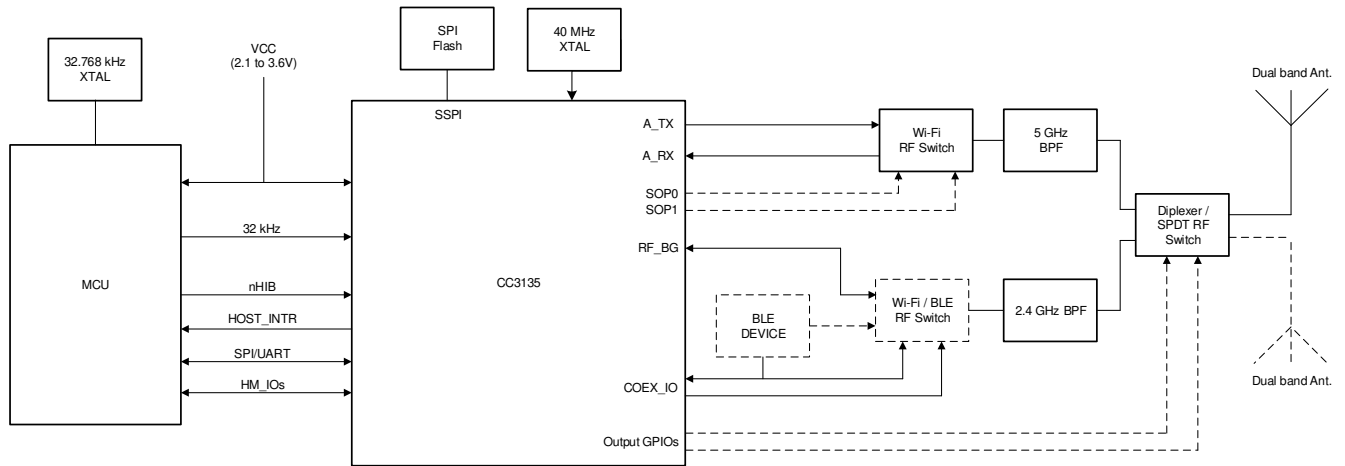 32.768 kHz
XTAL
VCC
(2.1 to 3.6V)
SPI
Flash
40 MHz
XTAL
Dual band Ant.
SSPI
A_TX
A_RX
SOP0
SOP1
RF_BG
Wi-Fi
RF Switch
5 GHz
BPF
Diplexer /
SPDT RF
Switch
MCU
32 kHz
nHIB
HOST_INTR
SPI/UART
HM_IOs
CC3135
BLE
DEVICE
Wi-Fi / BLE
RF Switch
2.4 GHz BPF
COEX_IO
Output GPIOs
Dual band Ant.